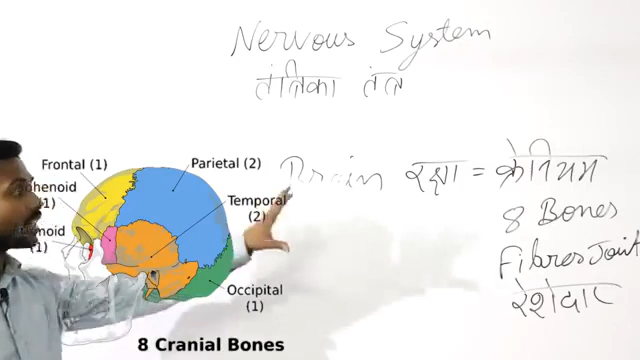 Nervous System
तंत्रिका तंत्र
Brain रक्षा = क्रेनियम
8 Bones
Fibres Joint
रेशेदार
Frontal (1)
Parietal (2)
(1)
Temporal (2)
(1)
Occipital (1)
8 Cranial Bones